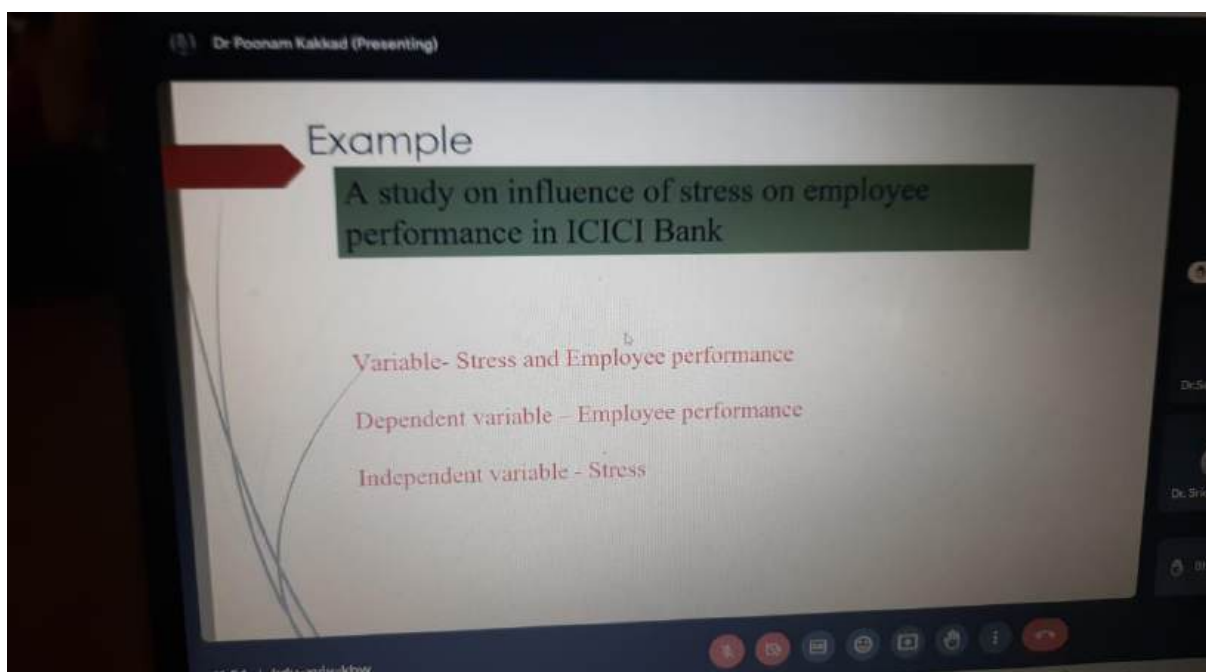 Dr Poonam Kakkad (Presenting)
Example
A study on influence of stress on employee
performance in ICICI Bank
Variable- Stress and Employee performance
Dependent variable – Employee performance
Independent variable - Stress